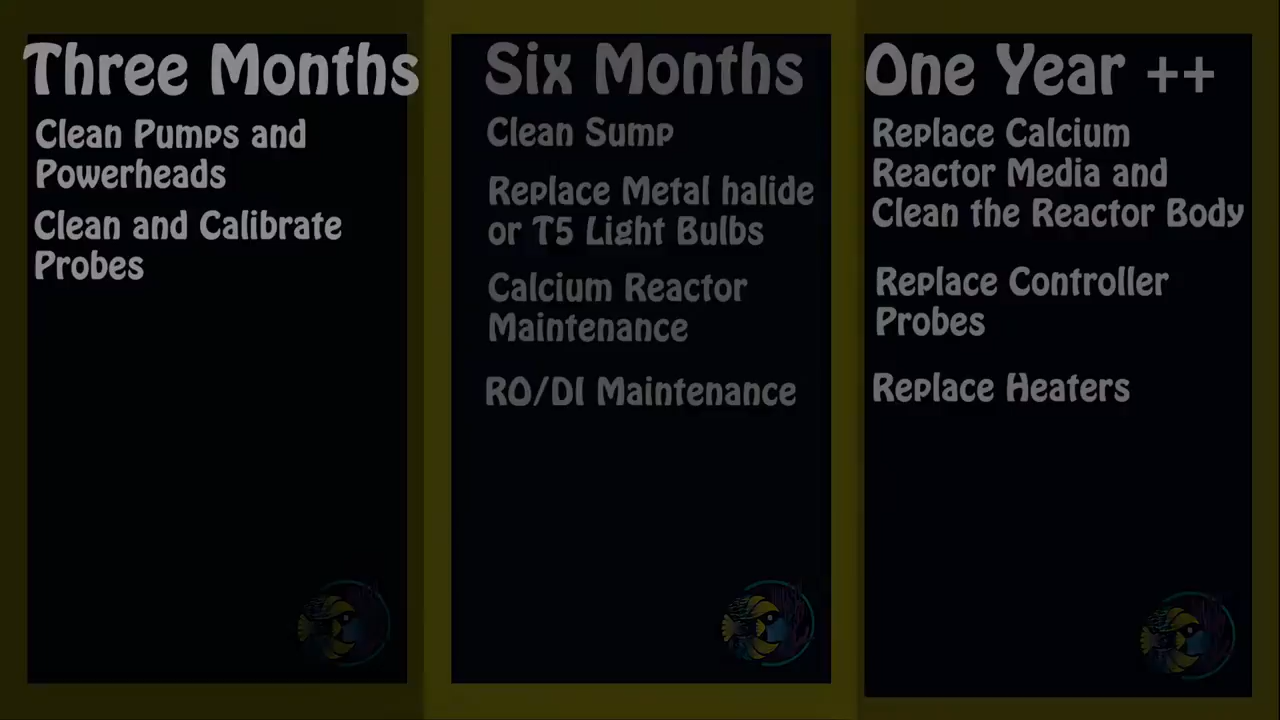 Three Months
Clean Pumps and
Powerheads
Clean and Calibrate
Probes
Six Months
Clean Sump
Replace Metal halide
or T5 Light Bulbs
Calcium Reactor
Maintenance
RO/DI Maintenance
One Year ++
Replace Calcium
Reactor Media and
Clean the Reactor Body
Replace Controller
Probes
Replace Heaters